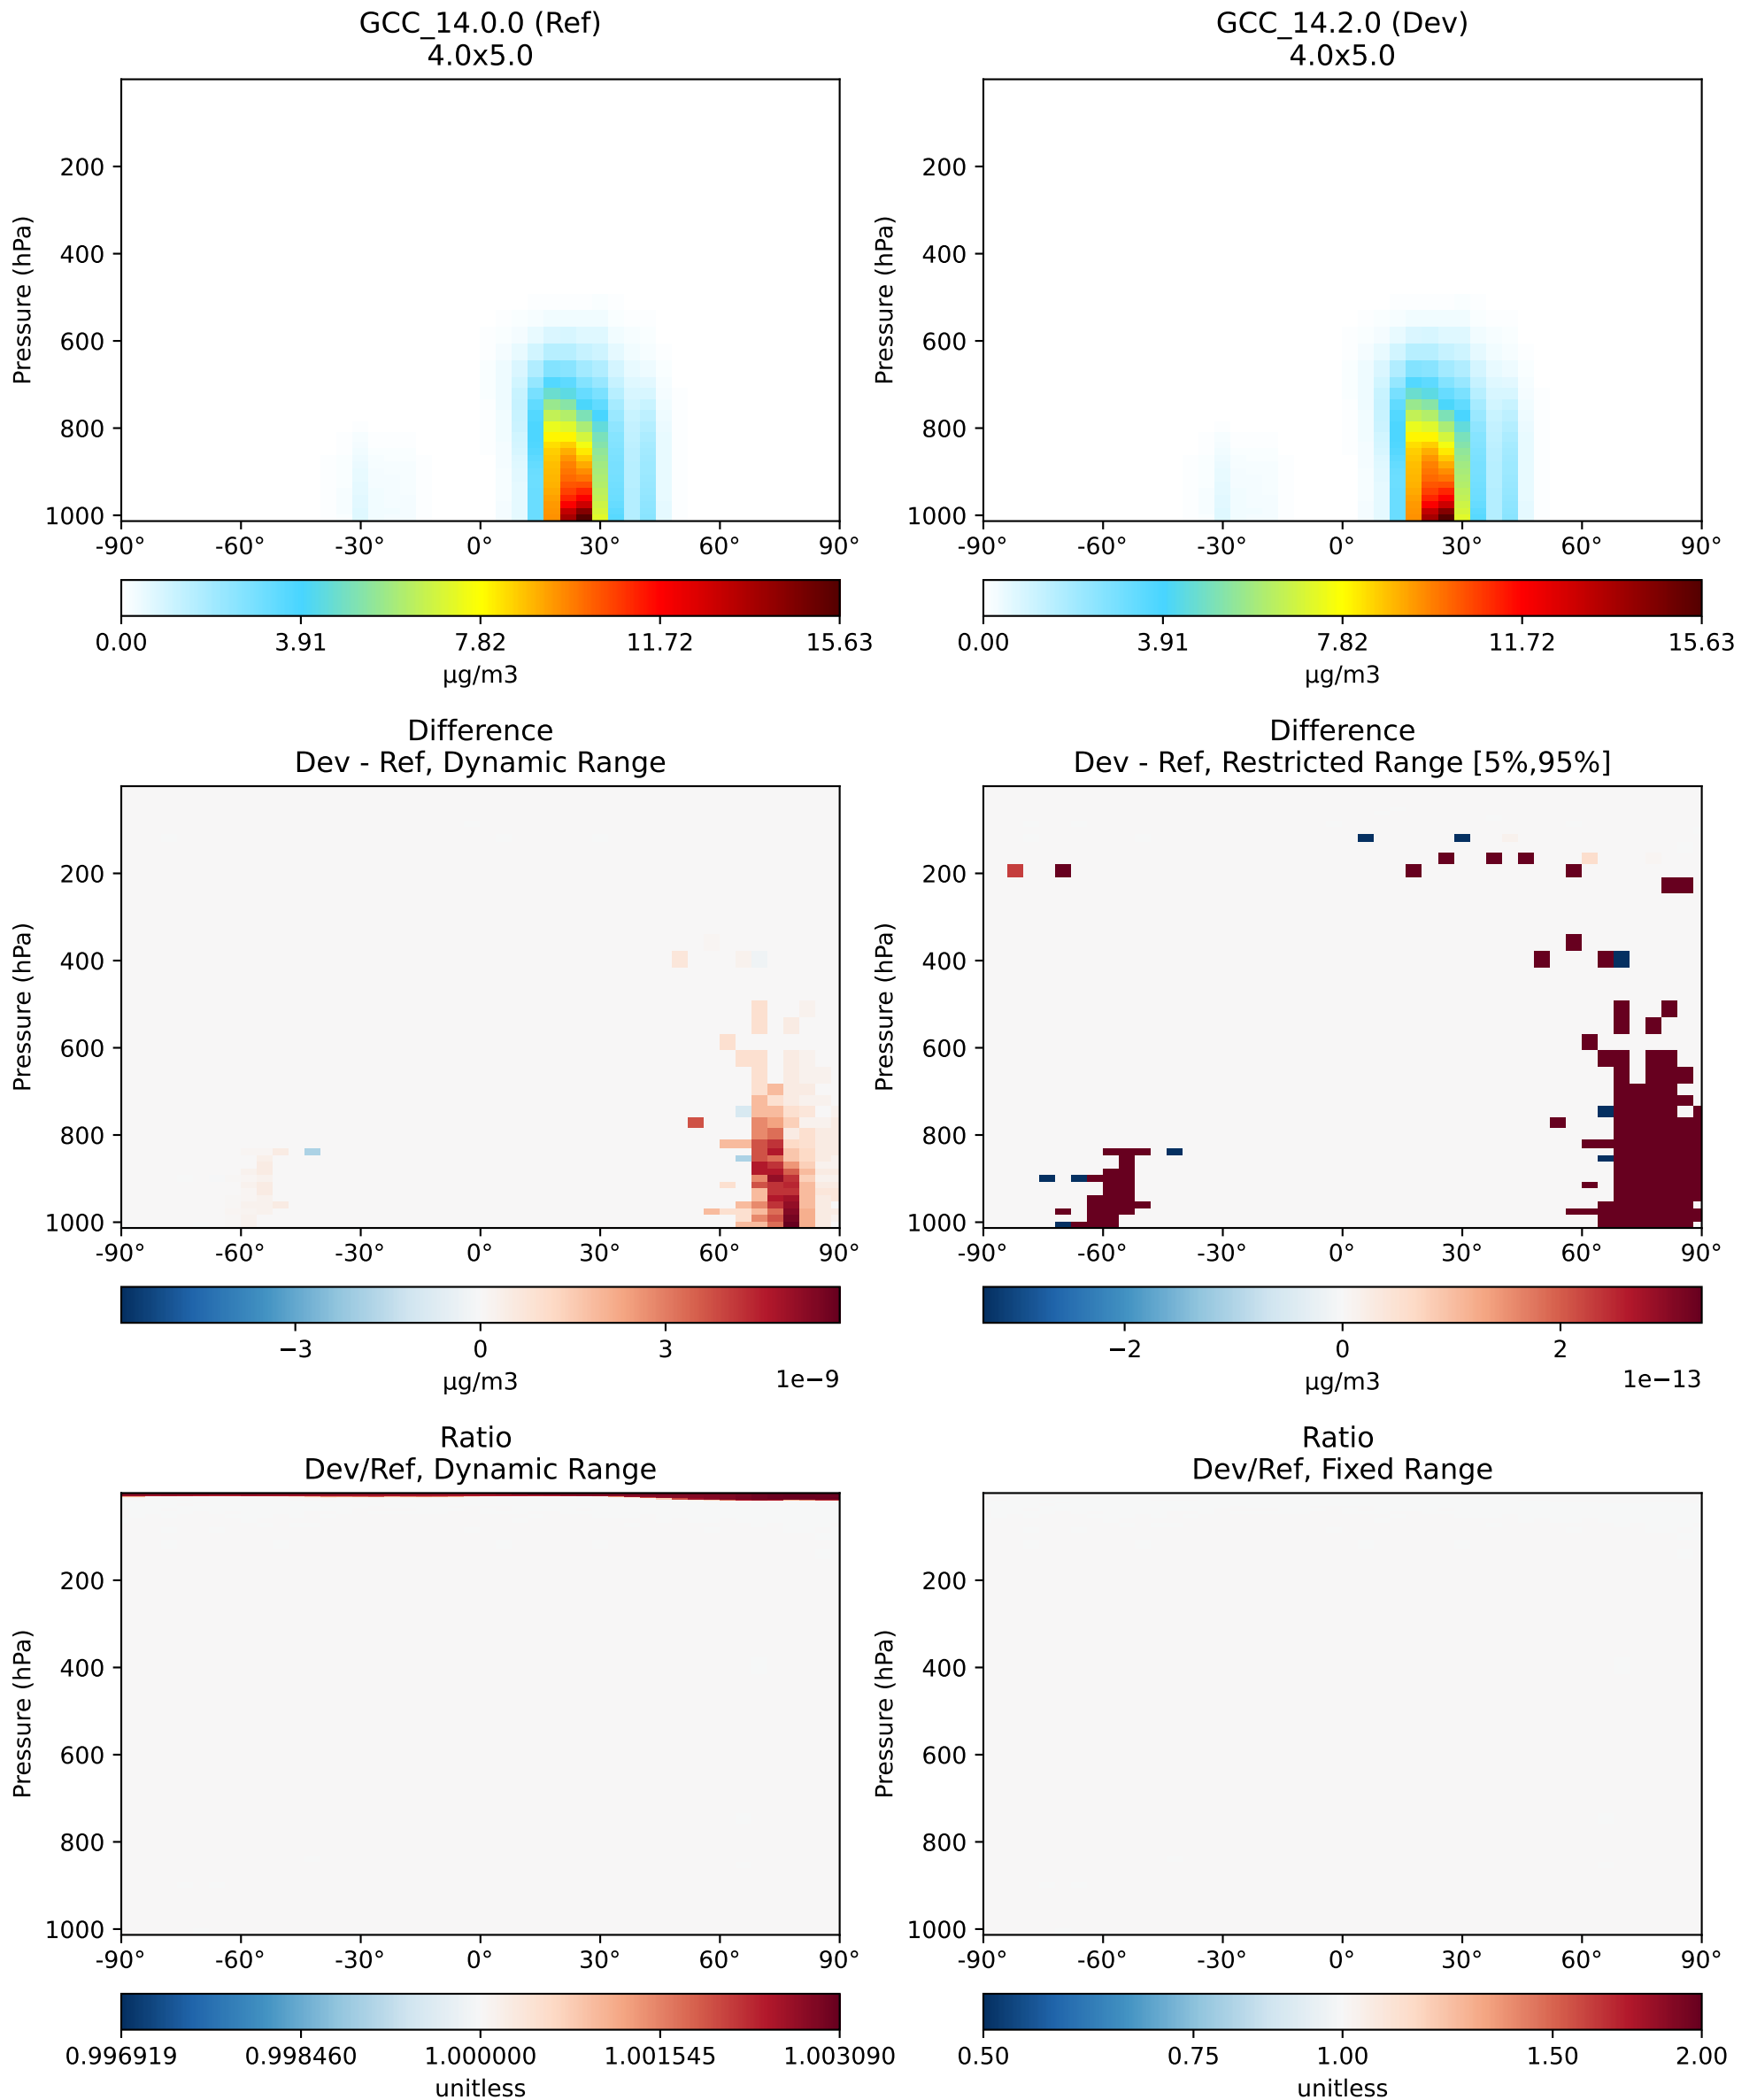 GCC_14.0.0 (Ref)
4.0x5.0
Pressure (hPa)
200
400
600
800
1000
-90° -60° -30° 0° 30° 60° 90°
0.00 3.91 7.82 11.72 15.63
µg/m3
GCC_14.2.0 (Dev)
4.0x5.0
Pressure (hPa)
200
400
600
800
1000
-90° -60° -30° 0° 30° 60° 90°
0.00 3.91 7.82 11.72 15.63
µg/m3
Difference
Dev - Ref, Dynamic Range
Pressure (hPa)
200
400
600
800
1000
-90° -60° -30° 0° 30° 60° 90°
−3 0 3
µg/m3 1e−9
Difference
Dev - Ref, Restricted Range [5%,95%]
Pressure (hPa)
200
400
600
800
1000
-90° -60° -30° 0° 30° 60° 90°
−2 0 2
µg/m3 1e−13
Ratio
Dev/Ref, Dynamic Range
Pressure (hPa)
200
400
600
800
1000
-90° -60° -30° 0° 30° 60° 90°
0.996919 0.998460 1.000000 1.001545 1.003090
unitless
Ratio
Dev/Ref, Fixed Range
Pressure (hPa)
200
400
600
800
1000
-90° -60° -30° 0° 30° 60° 90°
0.50 0.75 1.00 1.50 2.00
unitless